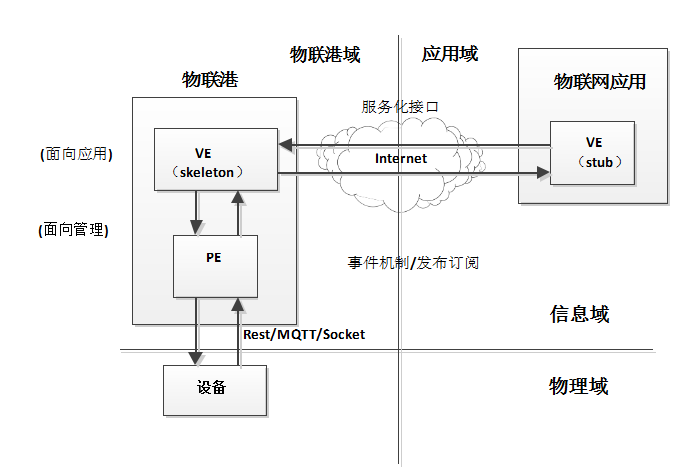 物联港域
应用域
物联港
物联网应用
服务化接口
(面向应用)
VE
（skeleton）
Internet
VE
（stub）
(面向管理)
PE
事件机制/发布订阅
信息域
Rest/MQTT/Socket
设备
物理域